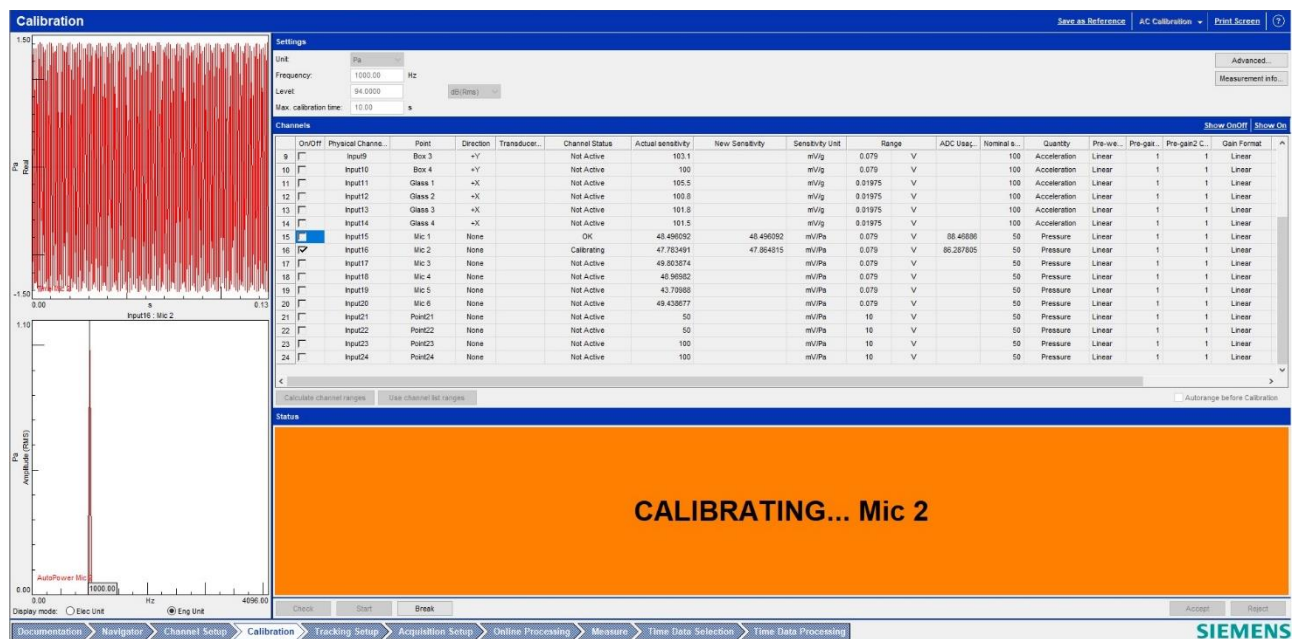 Calibration
Save as Reference AC Calibration Print Screen ?
1.50
Pa
Real
-1.50
0.00 s 0.13
Input16 : Mic 2
1.10
Pa
Amplitude (RMS)
AutoPower Mic
1000.00
0.00
0.00 Hz 4096.00
Display mode: Elec Unit Eng Unit
Settings
Unit: Pa
Advanced...
Frequency: 1000.00 Hz
Measurement info...
Level: 94.0000 dB(Rms)
Max. calibration time: 10.00 s
Channels Show OnOff Show On
On/Off Physical Channe... Point Direction Transducer... Channel Status Actual sensitivity New Sensitivity Sensitivity Unit Range ADC Usag... Nominal s... Quantity Pre-we... Pre-gain... Pre-gain2 C... Gain Format
9 Input9 Box 3 +Y Not Active 103.1 mV/g 0.079 V 100 Acceleration Linear 1 1 Linear
10 Input10 Box 4 +Y Not Active 100 mV/g 0.079 V 100 Acceleration Linear 1 1 Linear
11 Input11 Glass 1 +X Not Active 105.5 mV/g 0.01975 V 100 Acceleration Linear 1 1 Linear
12 Input12 Glass 2 +X Not Active 100.8 mV/g 0.01975 V 100 Acceleration Linear 1 1 Linear
13 Input13 Glass 3 +X Not Active 101.8 mV/g 0.01975 V 100 Acceleration Linear 1 1 Linear
14 Input14 Glass 4 +X Not Active 101.5 mV/g 0.01975 V 100 Acceleration Linear 1 1 Linear
15 Input15 Mic 1 None OK 48.496092 48.496092 mV/Pa 0.079 V 88.46886 50 Pressure Linear 1 1 Linear
16 Input16 Mic 2 None Calibrating 47.783491 47.864815 mV/Pa 0.079 V 86.287805 50 Pressure Linear 1 1 Linear
17 Input17 Mic 3 None Not Active 49.803874 mV/Pa 0.079 V 50 Pressure Linear 1 1 Linear
18 Input18 Mic 4 None Not Active 48.96982 mV/Pa 0.079 V 50 Pressure Linear 1 1 Linear
19 Input19 Mic 5 None Not Active 43.70988 mV/Pa 0.079 V 50 Pressure Linear 1 1 Linear
20 Input20 Mic 6 None Not Active 49.438677 mV/Pa 0.079 V 50 Pressure Linear 1 1 Linear
21 Input21 Point21 None Not Active 50 mV/Pa 10 V 50 Pressure Linear 1 1 Linear
22 Input22 Point22 None Not Active 50 mV/Pa 10 V 50 Pressure Linear 1 1 Linear
23 Input23 Point23 None Not Active 100 mV/Pa 10 V 50 Pressure Linear 1 1 Linear
24 Input24 Point24 None Not Active 100 mV/Pa 10 V 50 Pressure Linear 1 1 Linear
Calculate channel ranges Use channel list ranges Autorange before Calibration
Status
CALIBRATING... Mic 2
Check Start Break Accept Reject
Documentation Navigator Channel Setup Calibration Tracking Setup Acquisition Setup Online Processing Measure Time Data Selection Time Data Processing
SIEMENS